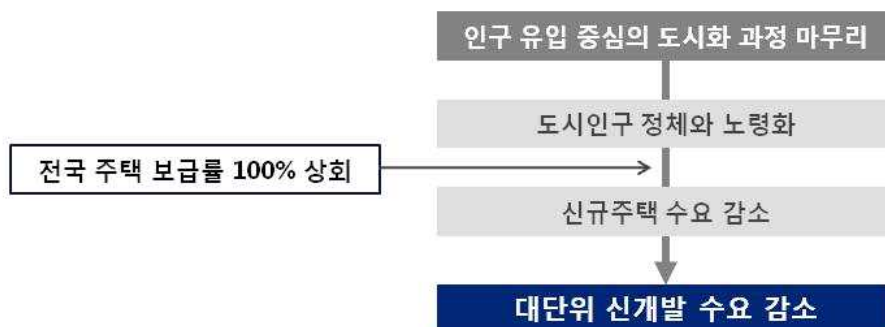 인구 유입 중심의 도시화 과정 마무리
도시인구 정체와 노령화
전국 주택 보급률 100% 상회
신규주택 수요 감소
대단위 신개발 수요 감소